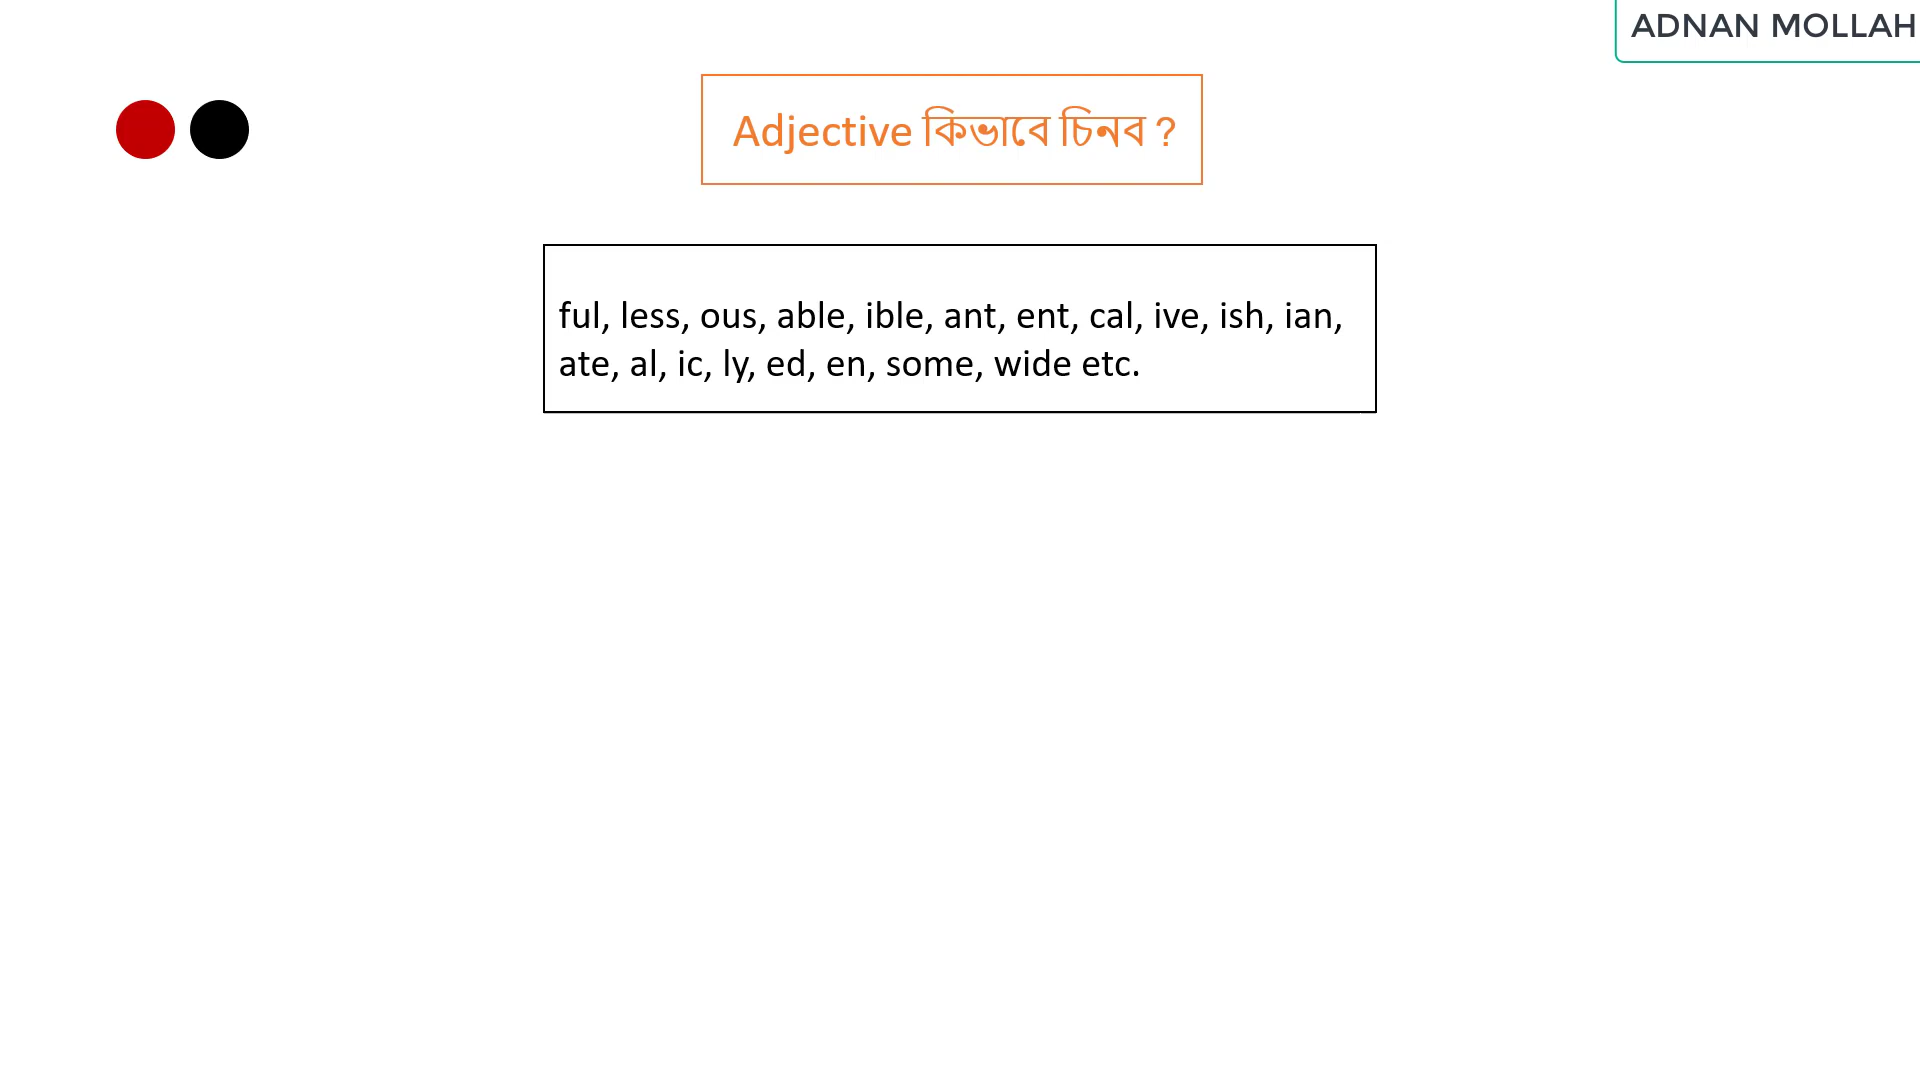 ADNAN MOLLAH
Adjective কিভাবে চিনব ?
ful, less, ous, able, ible, ant, ent, cal, ive, ish, ian,
ate, al, ic, ly, ed, en, some, wide etc.